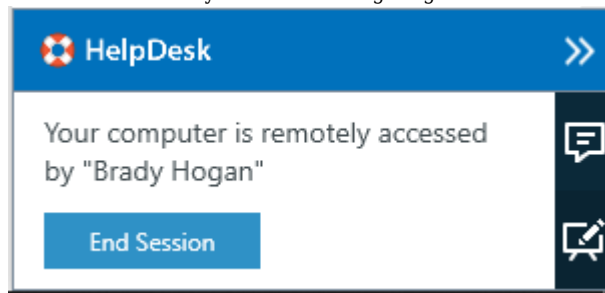 HelpDesk
Your computer is remotely accessed
by "Brady Hogan"
End Session